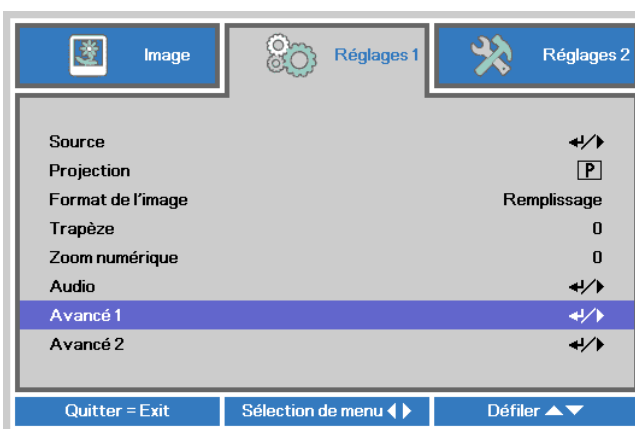 Image Réglages 1 Réglages 2
Source
Projection P
Format de l'image Remplissage
Trapèze 0
Zoom numérique 0
Audio
Avancé 1
Avancé 2
Quitter = Exit Sélection de menu Défiler